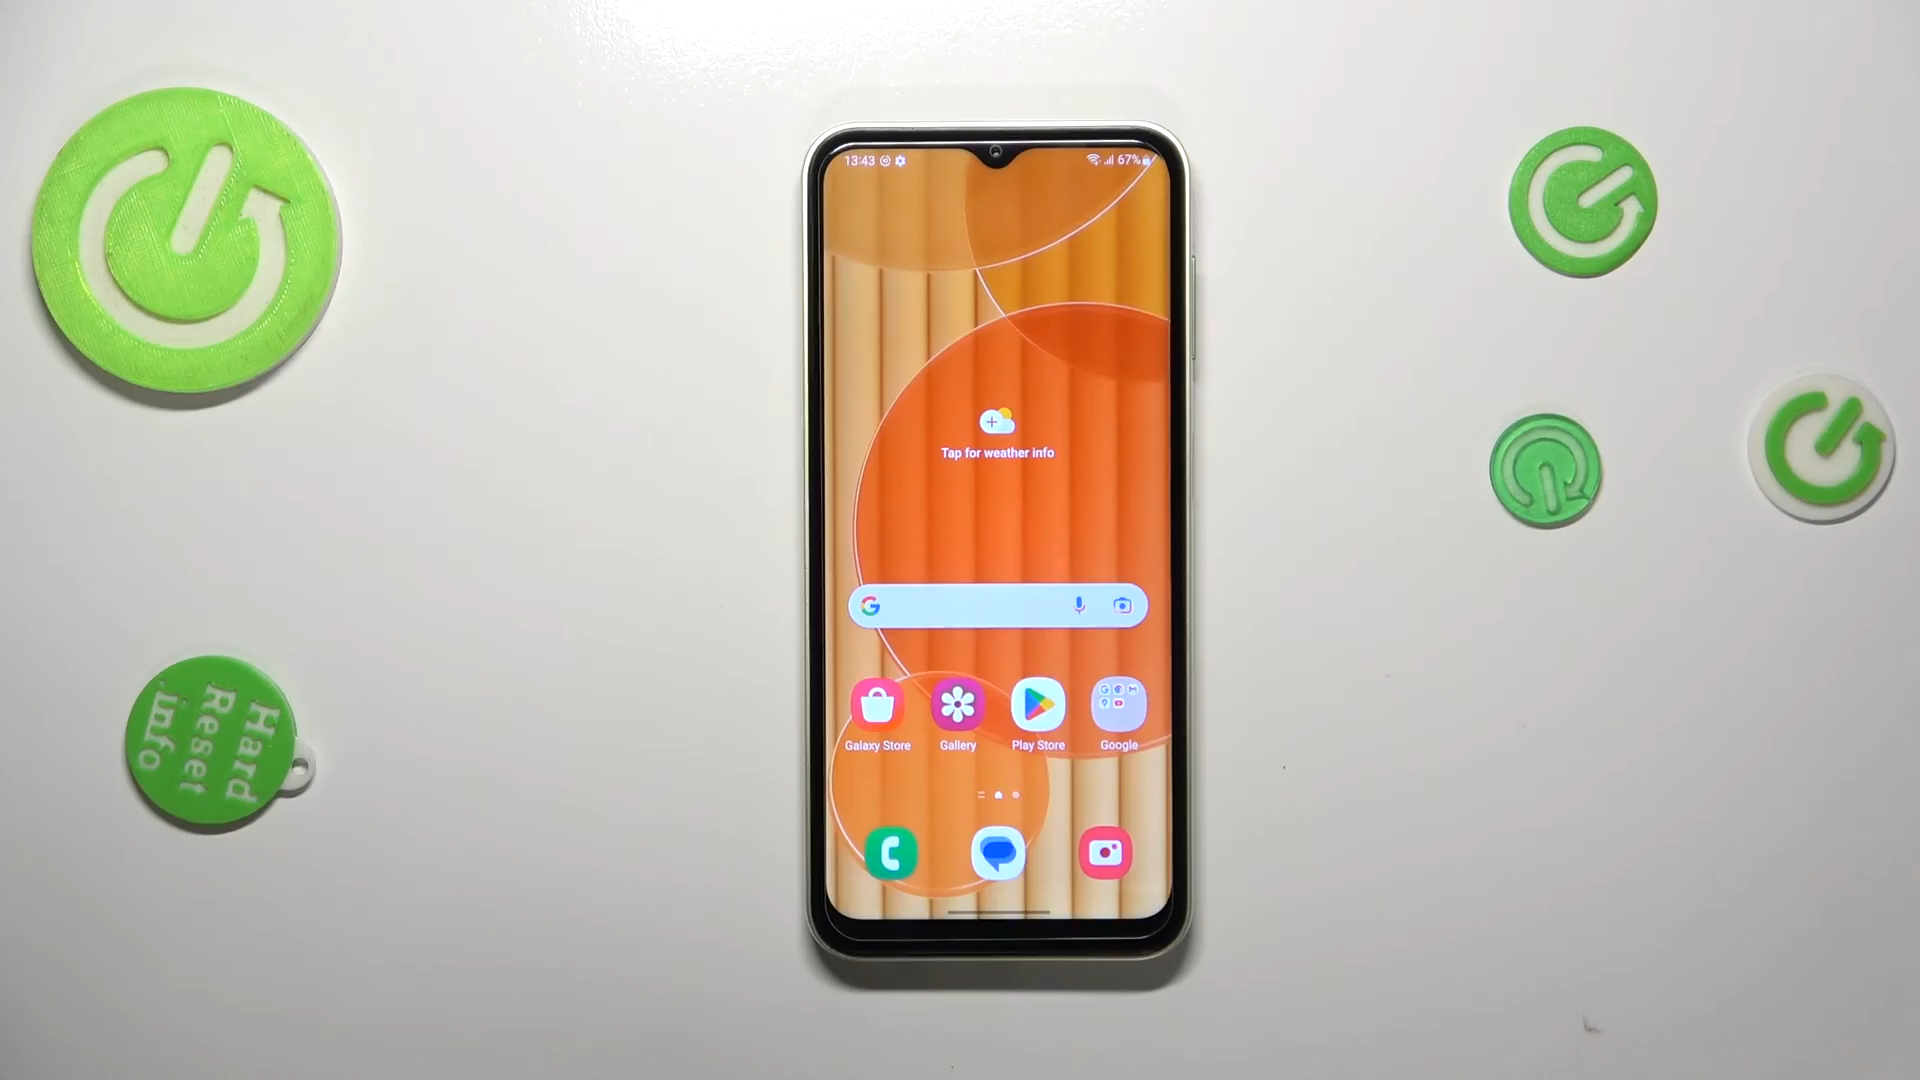 13:43
67%
Tap for weather info
Galaxy Store
Gallery
Play Store
Google
Hard
Reset
info